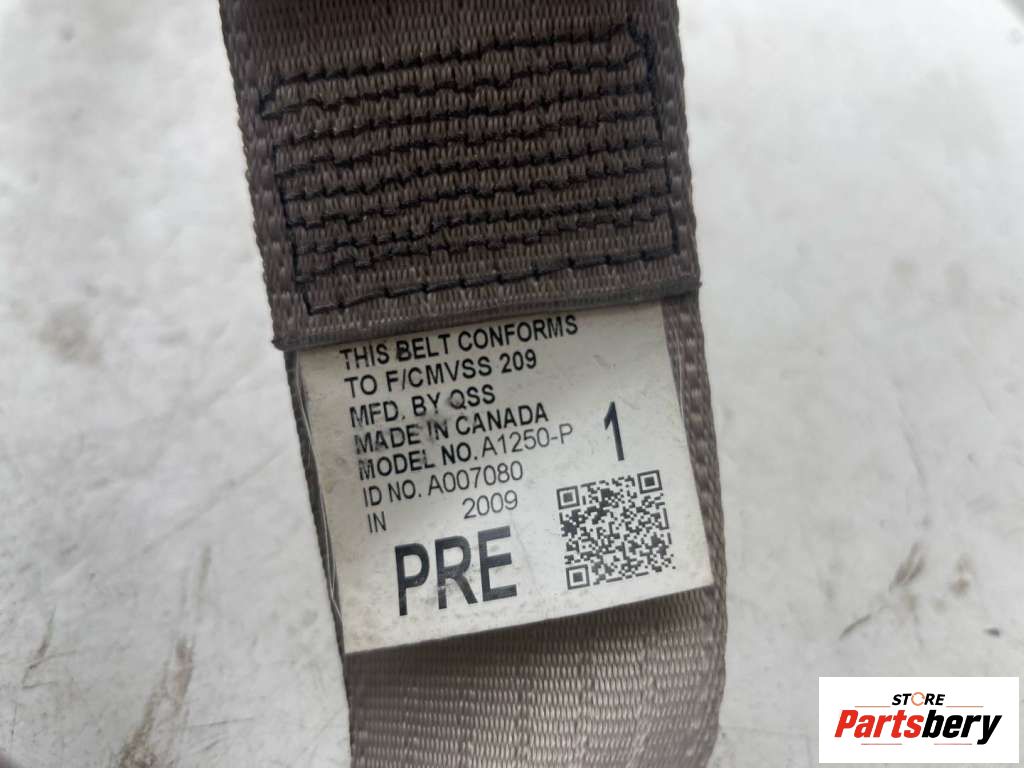 THIS BELT CONFORMS
TO F/CMVSS 209
MFD. BY QSS
MADE IN CANADA
MODEL NO. A1250-P
1
ID NO. A007080
IN 2009
PRE
STORE
Partsbery